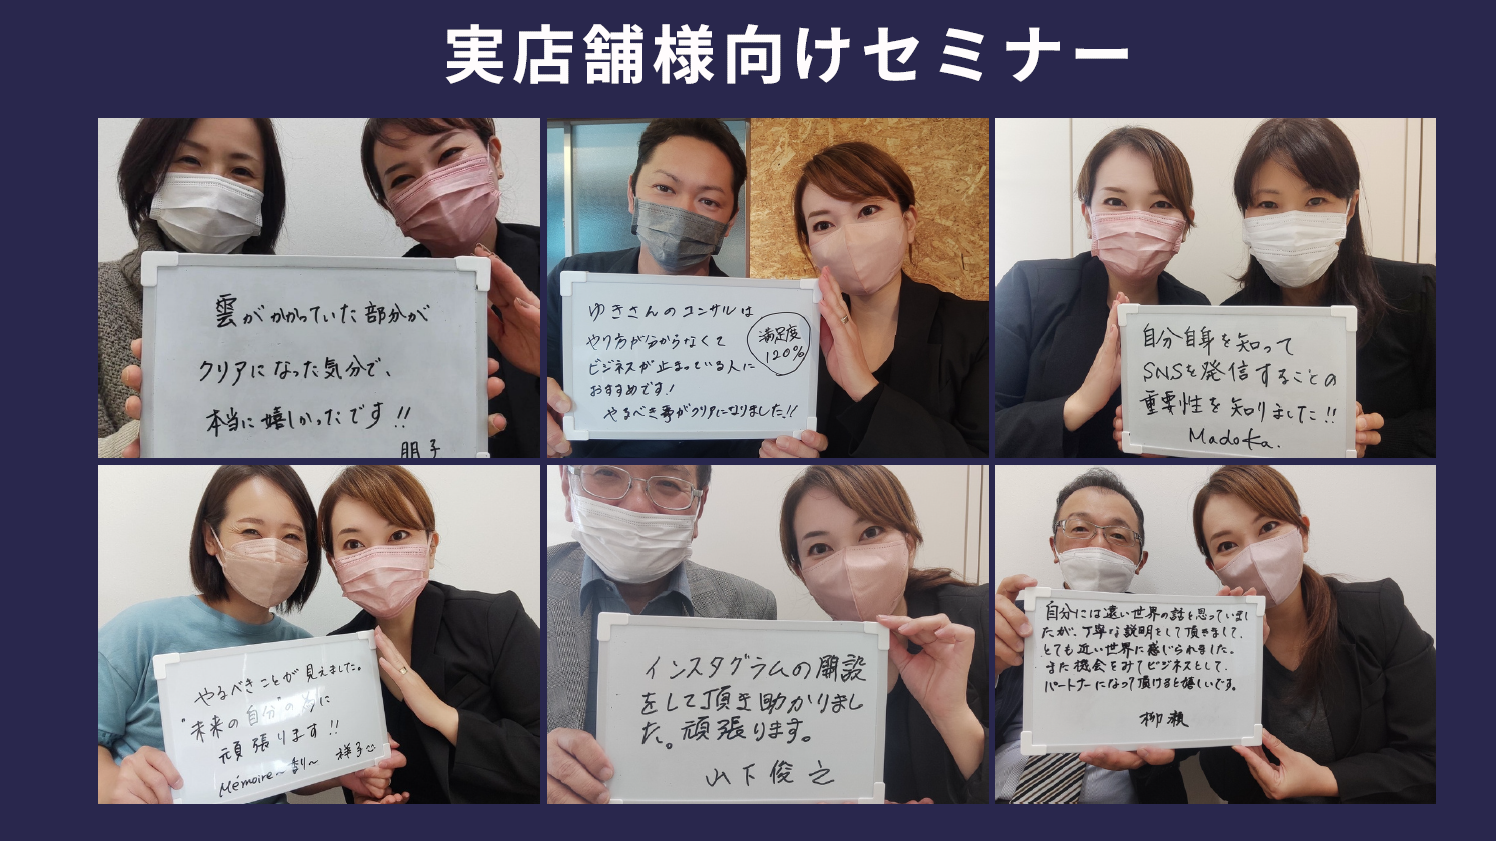 実店舗様向けセミナー
雲がかかっていた部分が
クリアになった気分で、
本当に嬉しかったです!!
朋子
ゆきさんのコンサルは
やり方が分からなくて
ビジネスが止まっている人に
おすすめです!
やるべき事がクリアになりました!!
満足度
120%
自分自身を知って
SNSを発信することの
重要性を知りました!!
Madoka.
やるべきことが見えました。
"未来の自分"の為に
頑張ります!!
Mémoire~香り~ 祥子
インスタグラムの開設
をして頂き助かりまし
た。頑張ります。
山下俊之
自分には遠い世界の話と思っていまし
たが、丁寧な説明をして頂きまして、
とても近い世界に感じられました。
また機会をみてビジネスとして、
パートナーになって頂けると嬉しいです。
柳瀬